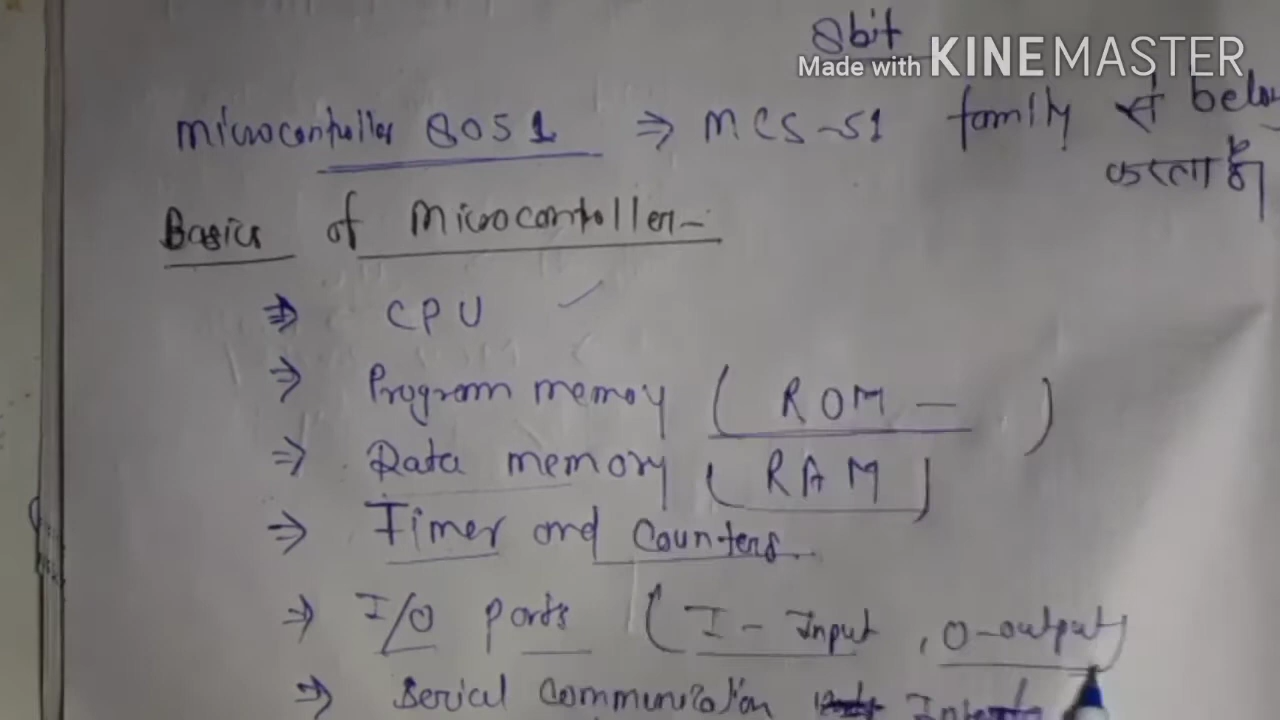 8bit
Made with KINEMASTER
Microcontroller 8051 ⇒ MCS-51 family से belo
करता है
Basics of Microcontroller-
⇒ CPU
⇒ Program memoy ( ROM - )
⇒ Data memory ( RAM )
⇒ Timer and Counters
⇒ I/O ports ( I - Input , O-output )
⇒ Serial Communication